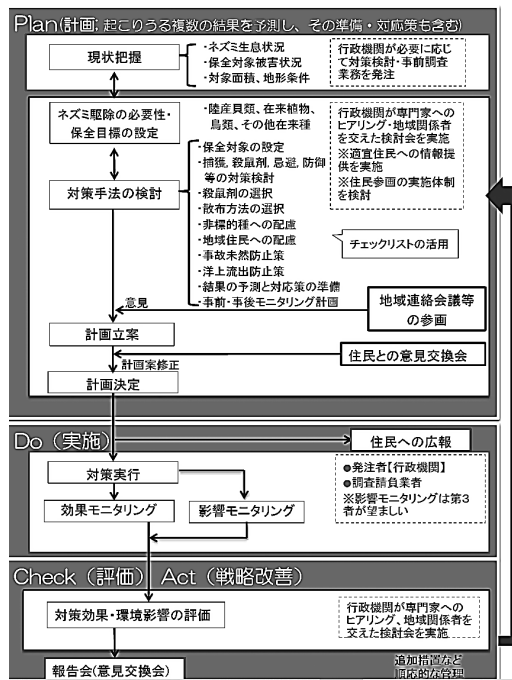 Plan(計画; 起こりうる複数の結果を予測し、その準備・対応策も含む)
現状把握
・ネズミ生息状況
・保全対象被害状況
・対象面積、地形条件
行政機関が必要に応じ
て対策検討・事前調査
業務を発注
ネズミ駆除の必要性・
保全目標の設定
・陸産貝類、在来植物、
鳥類、その他在来種
行政機関が専門家への
ヒアリング・地域関係者
を交えた検討会を実施
※適宜住民への情報提
供を実施
※住民参画の実施体制
を検討
対策手法の検討
・保全対象の設定
・捕獲, 殺鼠剤, 忌避, 防御
等の対策検討
・殺鼠剤の選択
・散布方法の選択
・非標的種への配慮
・地域住民への配慮
・事故未然防止策
・洋上流出防止策
・結果の予測と対応策の準備
・事前・事後モニタリング計画
チェックリストの活用
意見
地域連絡会議等
の参画
計画立案
住民との意見交換会
計画案修正
計画決定
Do（実施）
住民への広報
対策実行
効果モニタリング
影響モニタリング
●発注者【行政機関】
●調査請負業者
※影響モニタリングは第3
者が望ましい
Check（評価） Act（戦略改善）
対策効果・環境影響の評価
行政機関が専門家への
ヒアリング、地域関係者を
交えた検討会を実施
報告会(意見交換会)
追加措置など
順応的な管理